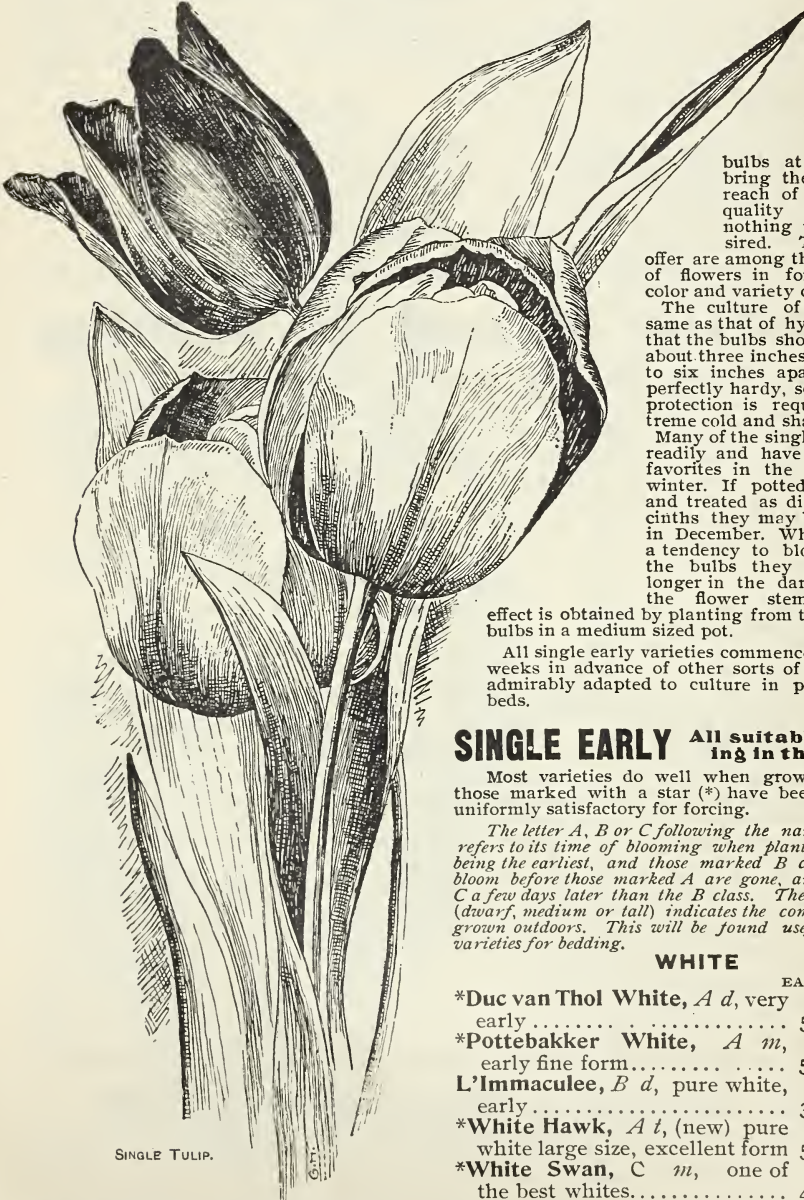 bulbs at
bring the
reach of
quality
nothing
sired.
offer are among th
of flowers in fo
color and variety
The culture of
same as that of hy
that the bulbs sho
about three inches
to six inches apa
perfectly hardy, s
protection is requ
treme cold and sha
Many of the singl
readily and have
favorites in the
winter. If potted
and treated as di
cinths they may
in December. Wh
a tendency to blo
the bulbs they
longer in the dar
the flower stem
effect is obtained by planting from t
bulbs in a medium sized pot.
All single early varieties commenc
weeks in advance of other sorts of
admirably adapted to culture in p
beds.
SINGLE EARLY All suitab
ing in th
Most varieties do well when grow
those marked with a star (*) have bee
uniformly satisfactory for forcing.
The letter A, B or C following the na
refers to its time of blooming when plant
being the earliest, and those marked B
bloom before those marked A are gone, a
C a few days later than the B class. The
(dwarf, medium or tall) indicates the con
grown outdoors. This will be found use
varieties for bedding.
WHITE
EA
*Duc van Thol White, A d, very
early ........ . ..............
*Pottebakker White, A m,
early fine form......... .....
L'Immaculee, B d, pure white,
early.........................
*White Hawk, A t, (new) pure
white large size, excellent form
*White Swan, C m, one of
the best whites................
SINGLE TULIP.